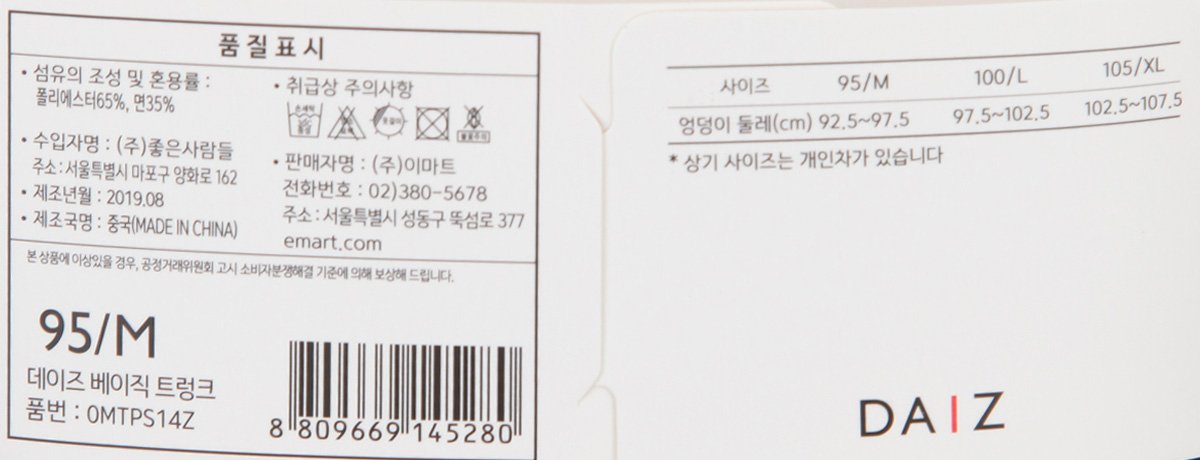 품질표시
• 섬유의 조성 및 혼용률 :
폴리에스터65%, 면35%
• 수입자명 : (주)좋은사람들
주소 : 서울특별시 마포구 양화로 162
• 제조년월 : 2019.08
• 제조국명 : 중국(MADE IN CHINA)
• 취급상 주의사항
• 판매자명 : (주)이마트
전화번호 : 02)380-5678
주소 : 서울특별시 성동구 뚝섬로 377
emart.com
본 상품에 이상있을 경우, 공정거래위원회 고시 소비자분쟁해결 기준에 의해 보상해 드립니다.
95/M
데이즈 베이직 트렁크
품번 : 0MTPS14Z
8 809669 145280
사이즈 95/M 100/L 105/XL
엉덩이 둘레(cm) 92.5~97.5 97.5~102.5 102.5~107.5
* 상기 사이즈는 개인차가 있습니다
DAIZ